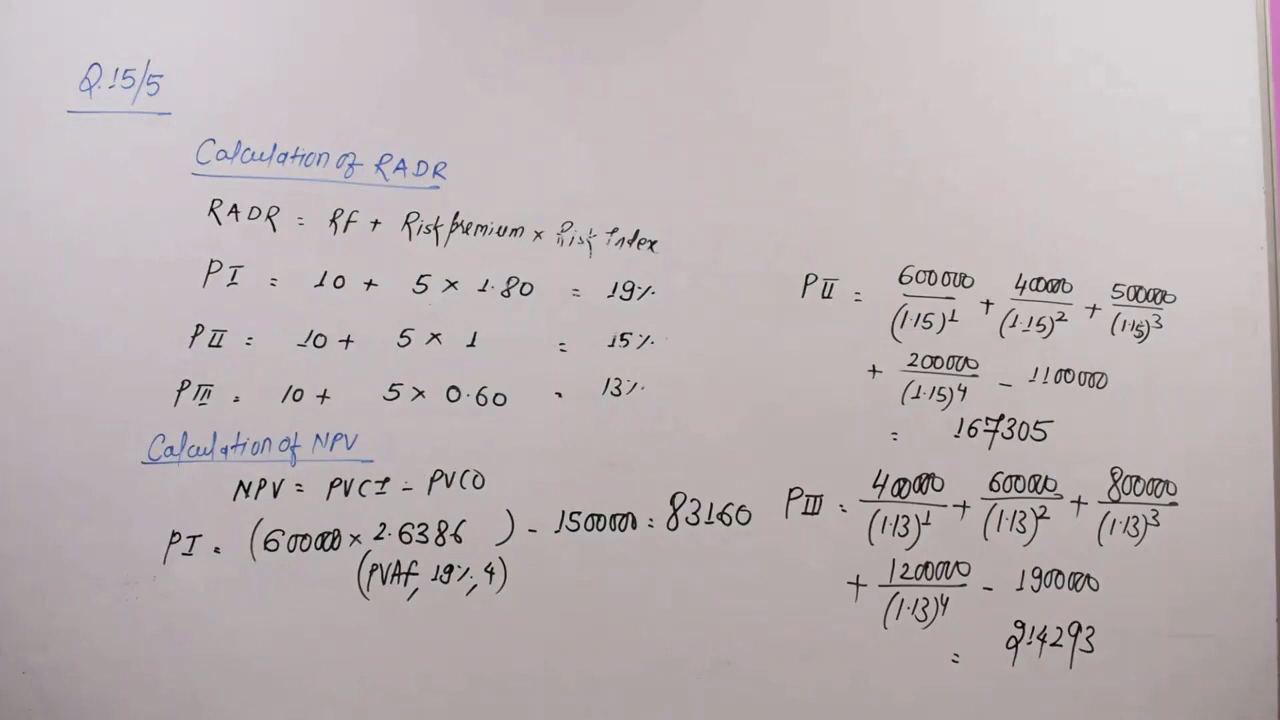 Q.15/5
Calculation of RADR
RADR = RF + Risk premium × Risk Index
PI = 10 + 5 × 1.80 = 19%
PII = 10 + 5 × 1 = 15%
PIII = 10 + 5 × 0.60 = 13%
Calculation of NPV
NPV = PVCI - PVCO
PI = (600000 × 2.6386) - 1500000 = 83160
(PVAf, 19%, 4)
PII = 600000/(1.15)^1 + 400000/(1.15)^2 + 500000/(1.15)^3
+ 200000/(1.15)^4 - 1100000
= 167305
PIII = 400000/(1.13)^1 + 600000/(1.13)^2 + 800000/(1.13)^3
+ 1200000/(1.13)^4 - 1900000
= 214293